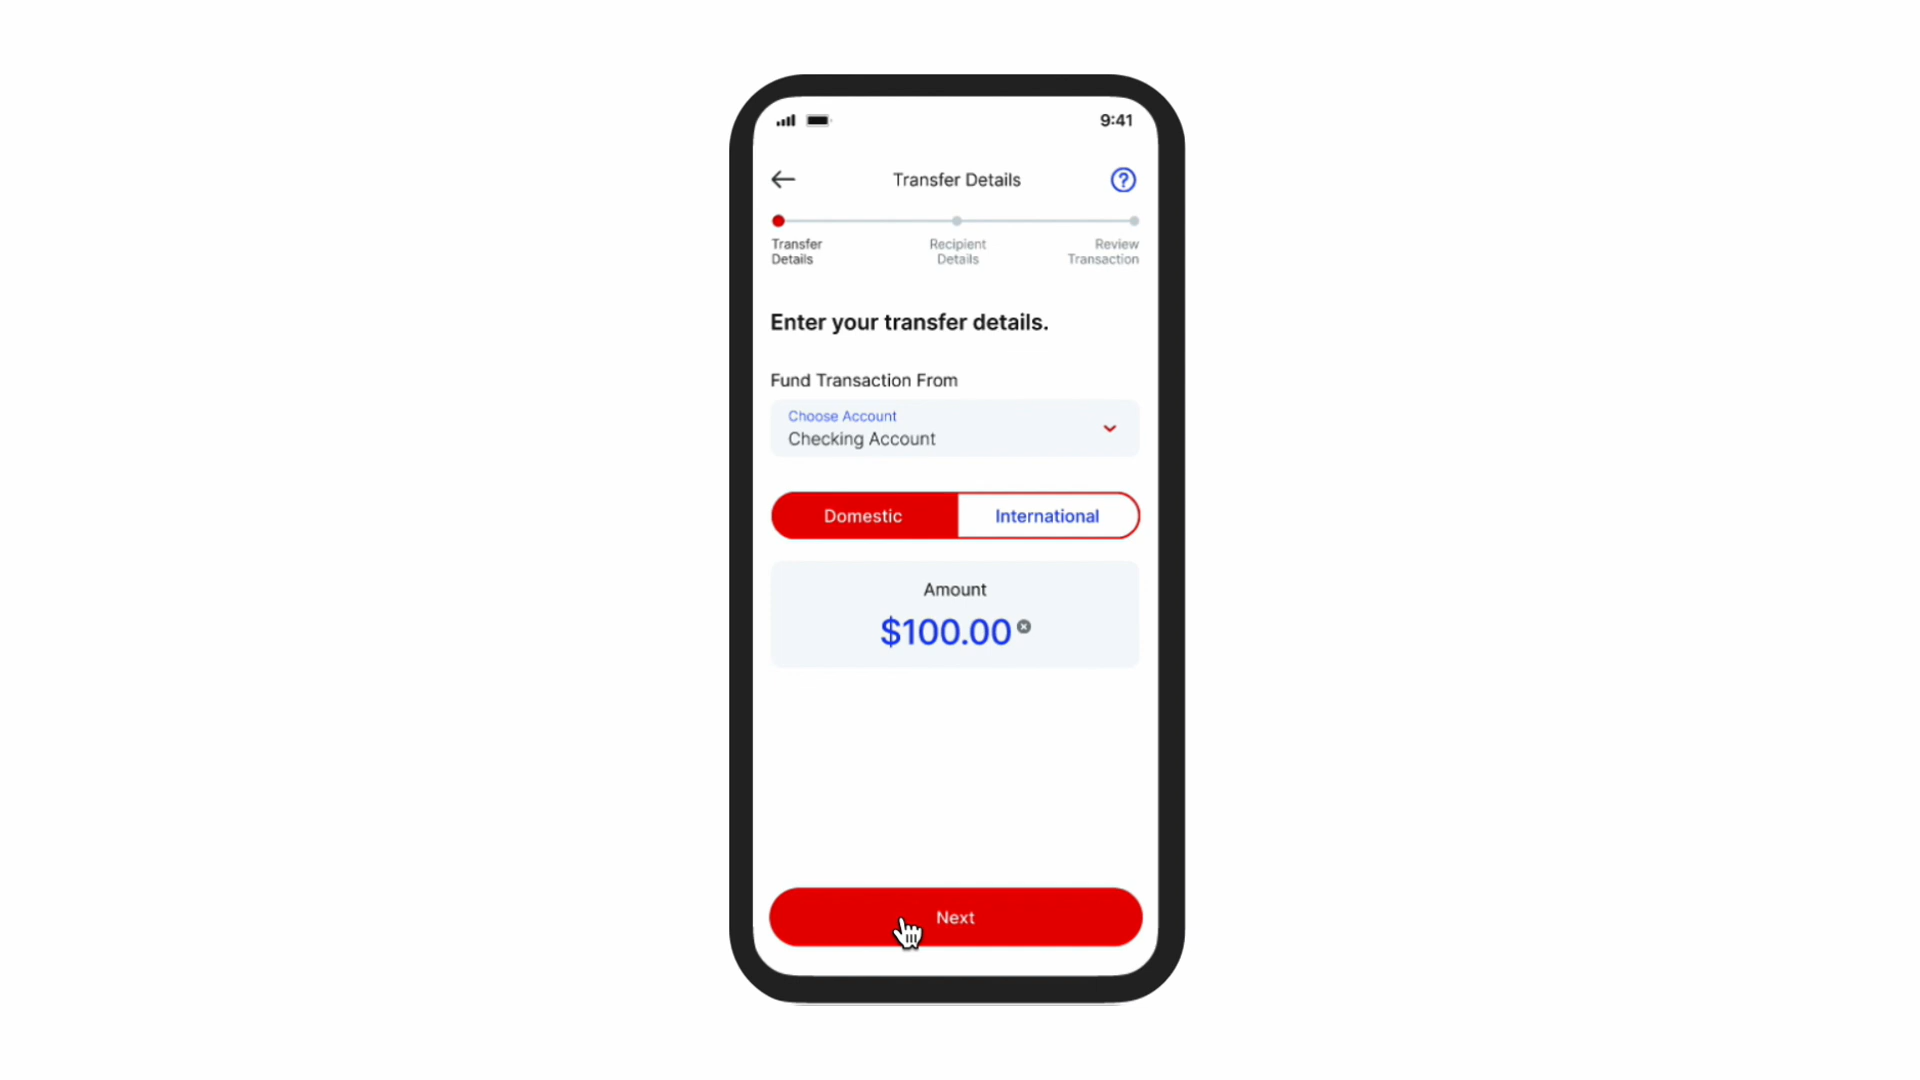 9:41
Transfer Details
Transfer
Details
Recipient
Details
Review
Transaction
Enter your transfer details.
Fund Transaction From
Choose Account
Checking Account
Domestic
International
Amount
$100.00
Next